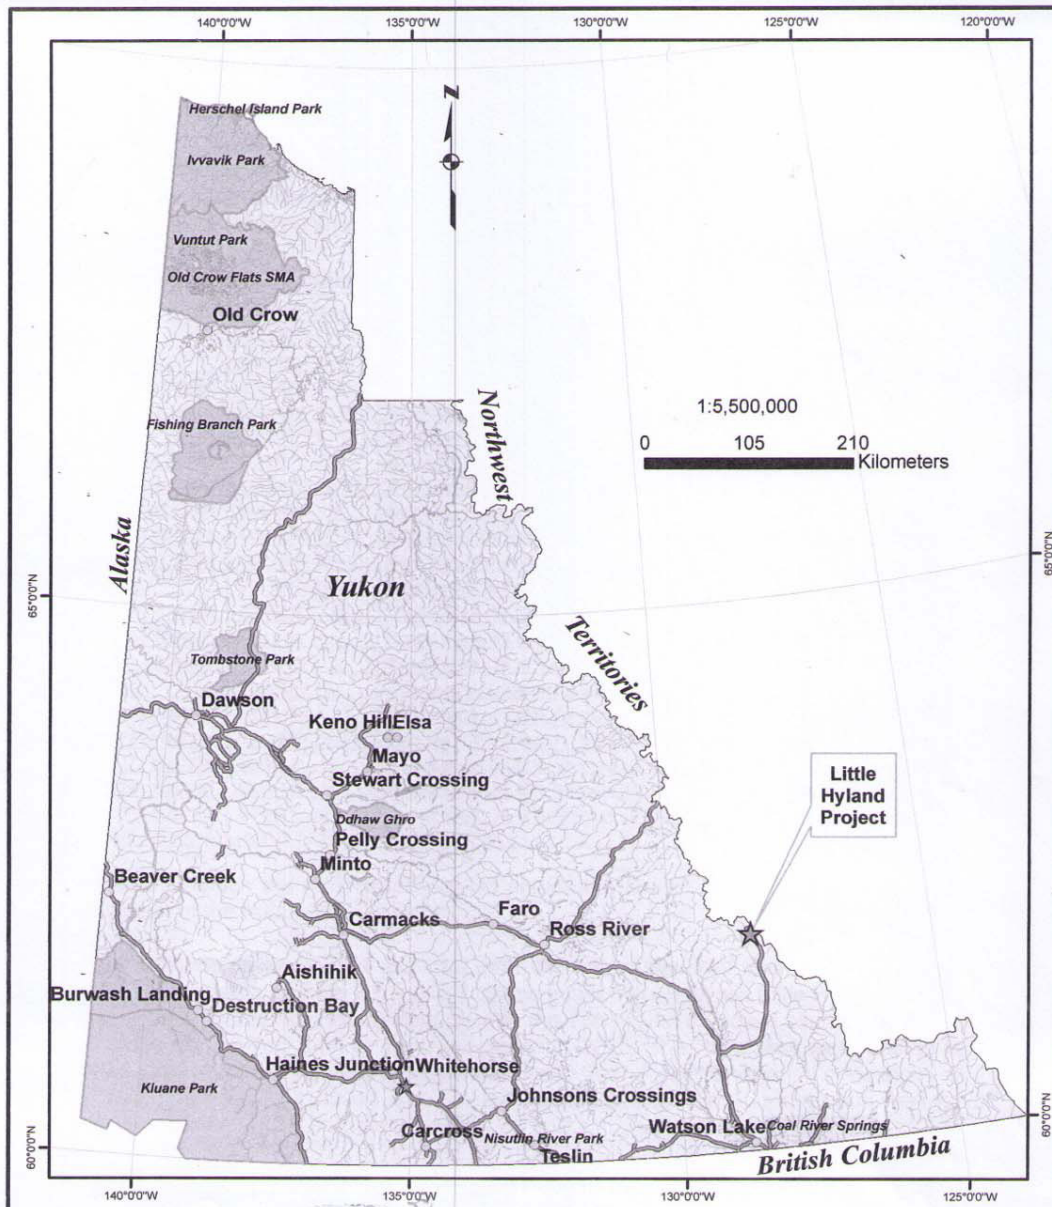 140°0'0"W 135°0'0"W 130°0'0"W 125°0'0"W 120°0'0"W
Herschel Island Park
N
Ivvavik Park
Vuntut Park
Old Crow Flats SMA
Old Crow
Northwest
1:5,500,000
0 105 210
Kilometers
Fishing Branch Park
Alaska
65°0'0"N
65°0'0"N
Yukon
Territories
Tombstone Park
Dawson
Keno Hill Elsa
Mayo
Stewart Crossing
Little
Hyland
Project
Ddhaw Ghro
Pelly Crossing
Minto
Beaver Creek
Carmacks
Faro
Ross River
Aishihik
Burwash Landing
Destruction Bay
Haines Junction
Whitehorse
Kluane Park
Johnsons Crossings
Carcross
Nisutlin River Park
Teslin
Watson Lake
Coal River Springs
British Columbia
60°0'0"N
60°0'0"N
140°0'0"W 135°0'0"W 130°0'0"W 125°0'0"W